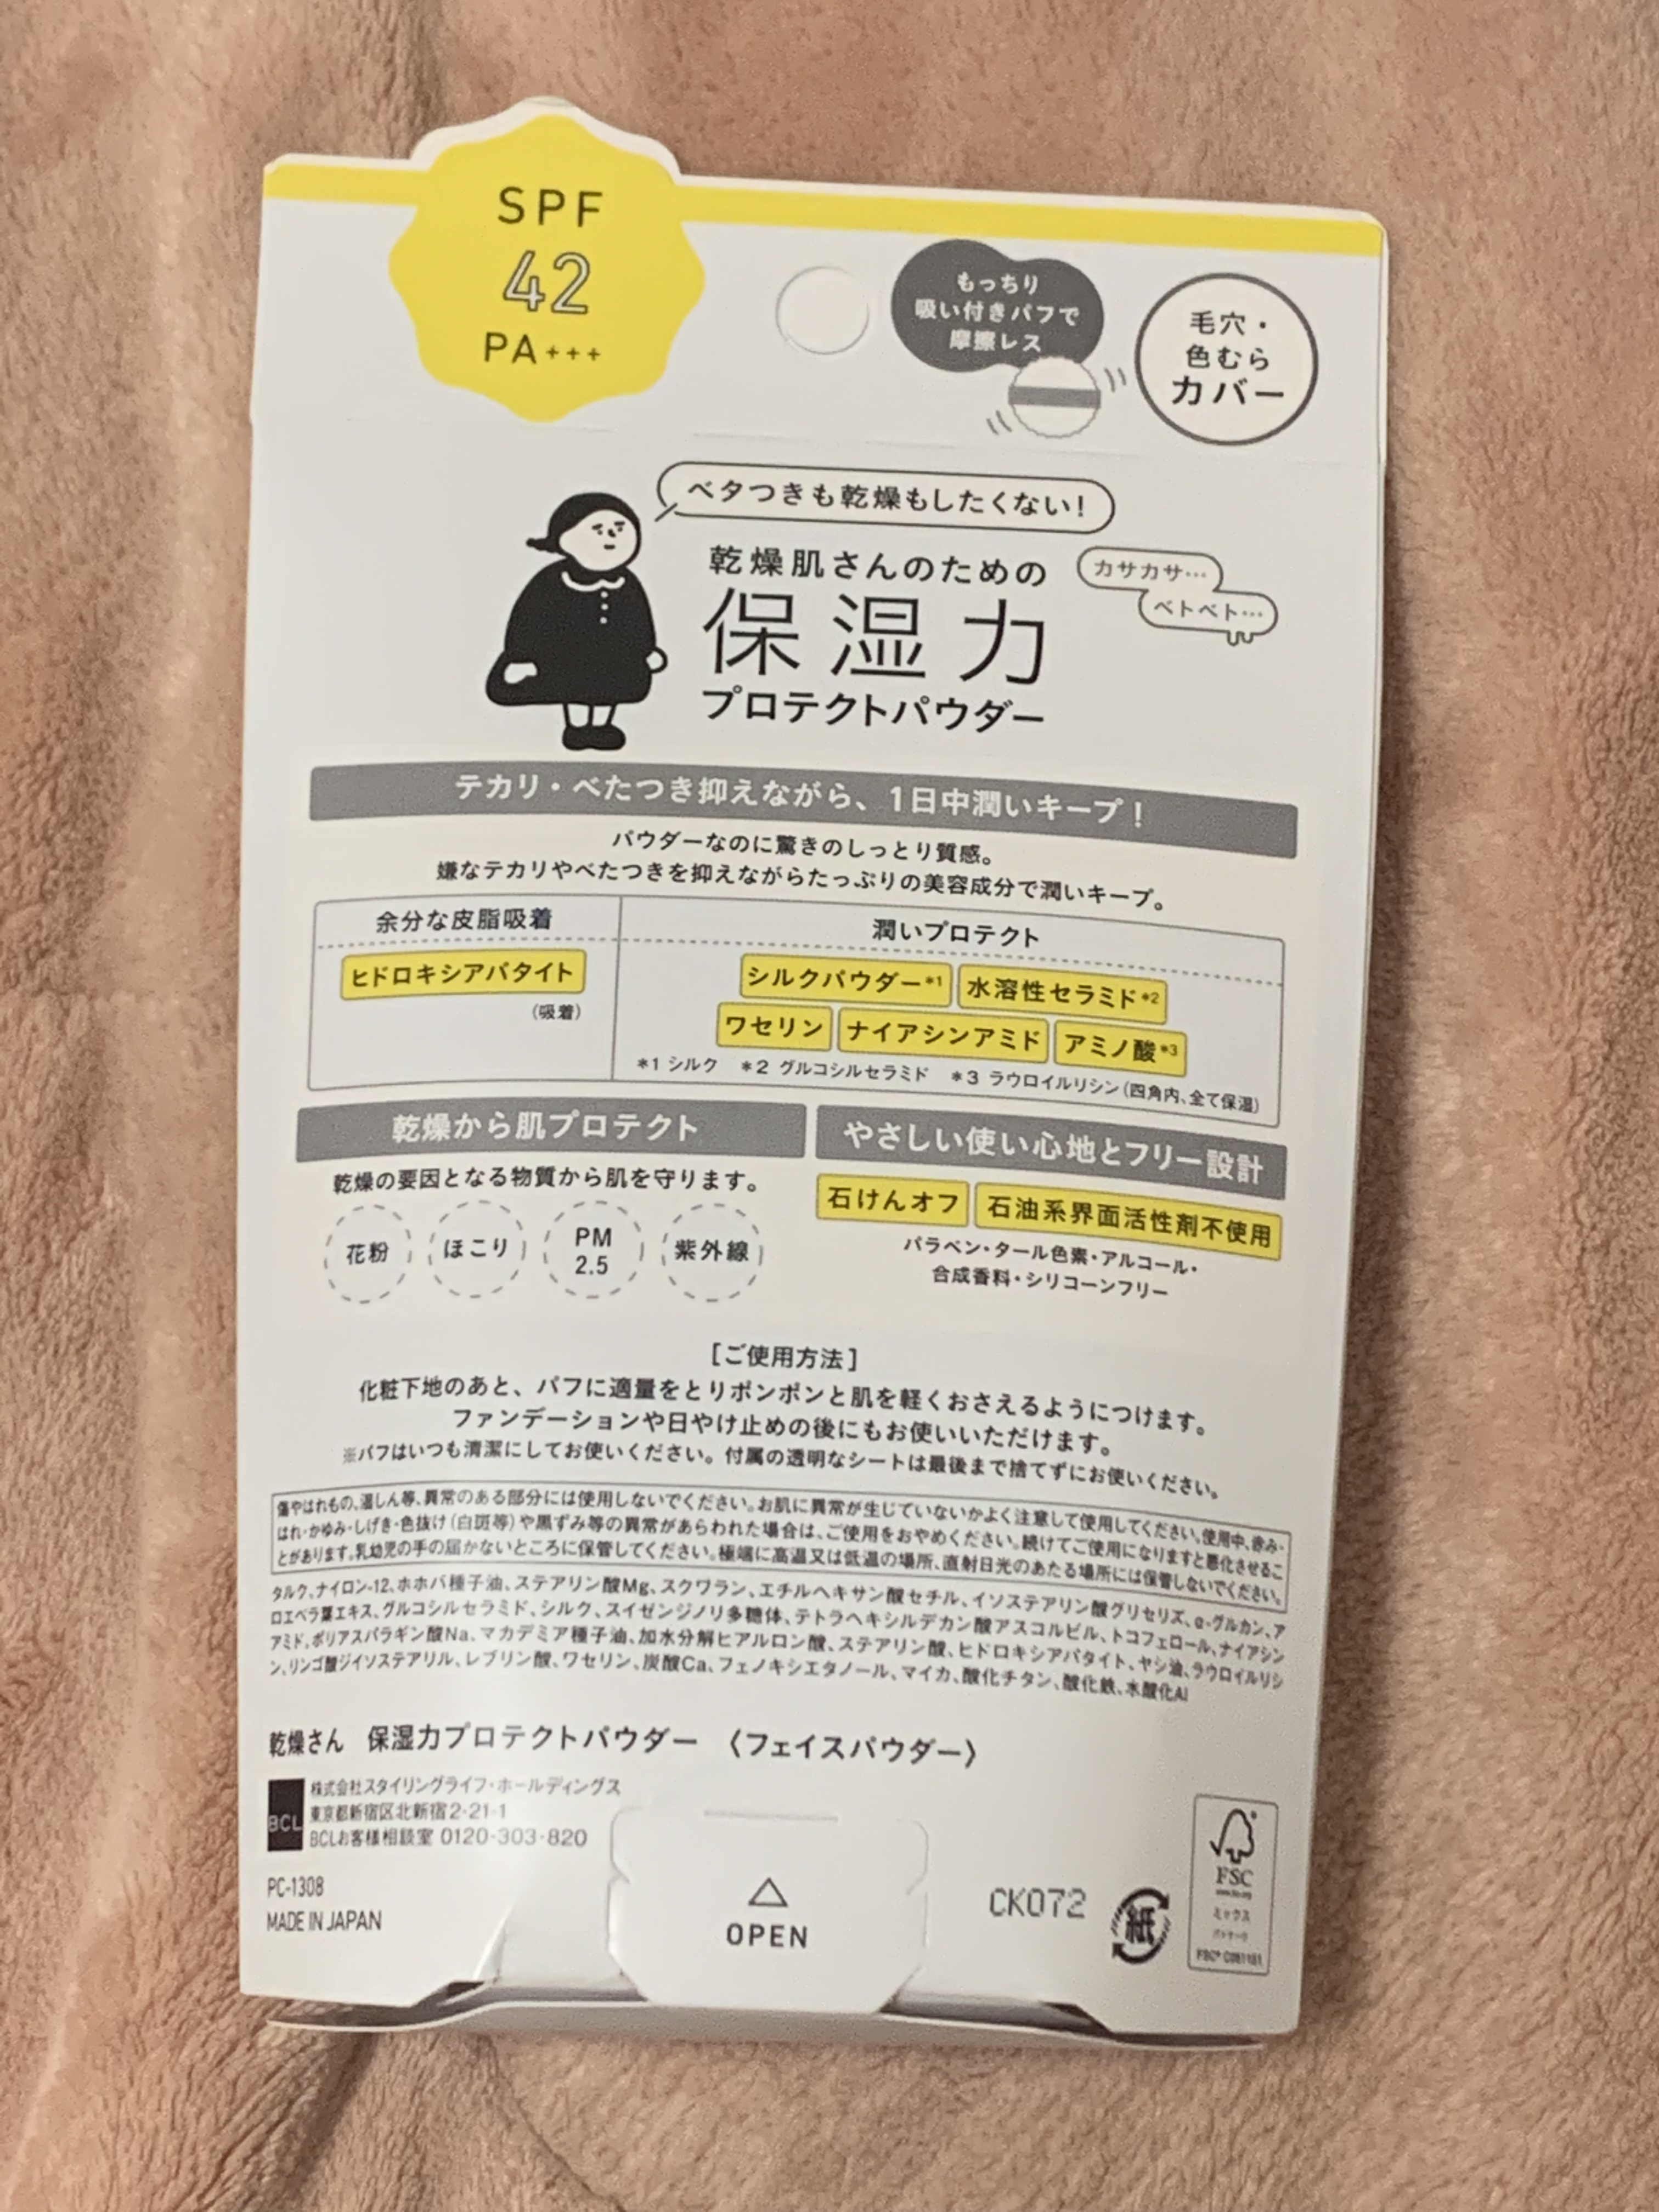 SPF
42
PA+++
もっちり
吸い付きパフで
摩擦レス
毛穴・
色むら
カバー
ベタつきも乾燥もしたくない!
乾燥肌さんのための
保湿力
プロテクトパウダー
カサカサ…
ベトベト…
テカリ・べたつき抑えながら、1日中潤いキープ!
パウダーなのに驚きのしっとり質感。
嫌なテカリやべたつきを抑えながらたっぷりの美容成分で潤いキープ。
余分な皮脂吸着
ヒドロキシアパタイト
(吸着)
潤いプロテクト
シルクパウダー*1 水溶性セラミド*2
ワセリン ナイアシンアミド アミノ酸*3
*1 シルク *2 グルコシルセラミド *3 ラウロイルリシン(四角内、全て保湿)
乾燥から肌プロテクト
乾燥の要因となる物質から肌を守ります。
花粉
ほこり
PM
2.5
紫外線
やさしい使い心地とフリー設計
石けんオフ 石油系界面活性剤不使用
パラベン・タール色素・アルコール・
合成香料・シリコーンフリー
[ご使用方法]
化粧下地のあと、パフに適量をとりポンポンと肌を軽くおさえるようにつけます。
ファンデーションや日やけ止めの後にもお使いいただけます。
※パフはいつも清潔にしてお使いください。付属の透明なシートは最後まで捨てずにお使いください。
傷やはれもの、湿しん等、異常のある部分には使用しないでください。お肌に異常が生じていないかよく注意して使用してください。使用中、赤み・
はれ・かゆみ・しげき・色抜け(白斑等)や黒ずみ等の異常があらわれた場合は、ご使用をおやめください。続けてご使用になりますと悪化させるこ
とがあります。乳幼児の手の届かないところに保管してください。極端に高温又は低温の場所、直射日光のあたる場所には保管しないでください。
タルク、ナイロン-12、ホホバ種子油、ステアリン酸Mg、スクワラン、エチルヘキサン酸セチル、イソステアリン酸グリセリズ、α-グルカン、ア
ロエベラ葉エキス、グルコシルセラミド、シルク、スイゼンジノリ多糖体、テトラヘキシルデカン酸アスコルビル、トコフェロール、ナイアシン
アミド、ポリアスパラギン酸Na、マカデミア種子油、加水分解ヒアルロン酸、ステアリン酸、ヒドロキシアパタイト、ヤシ油、ラウロイルリシ
ン、リンゴ酸ジイソステアリル、レブリン酸、ワセリン、炭酸Ca、フェノキシエタノール、マイカ、酸化チタン、酸化鉄、水酸化Al
乾燥さん 保湿力プロテクトパウダー 〈フェイスパウダー〉
BCL
株式会社スタイリングライフ・ホールディングス
東京都新宿区北新宿2-21-1
BCLお客様相談室 0120-303-820
PC-1308
MADE IN JAPAN
OPEN
CK072
紙
FSC
ミックス